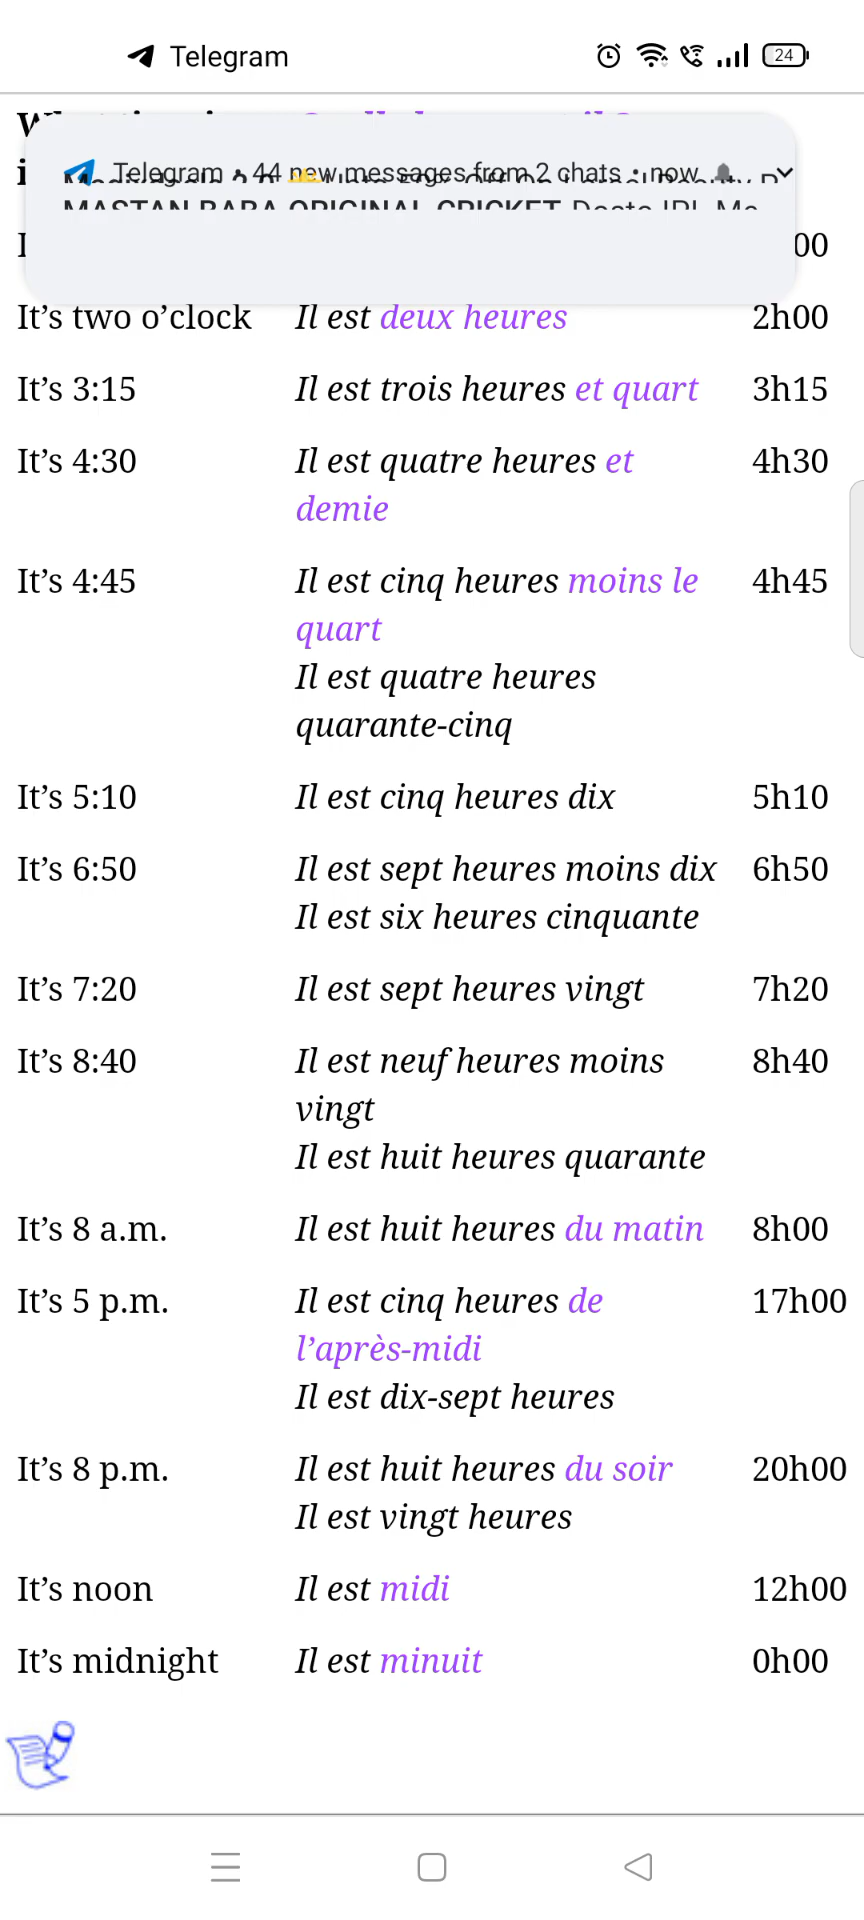 Telegram
24
Telegram • 44 new messages from 2 chats • now
MASTAN BABA ORIGINAL CRICKET
00
It’s two o’clock Il est deux heures 2h00
It’s 3:15 Il est trois heures et quart 3h15
It’s 4:30 Il est quatre heures et 4h30
demie
It’s 4:45 Il est cinq heures moins le 4h45
quart
Il est quatre heures
quarante-cinq
It’s 5:10 Il est cinq heures dix 5h10
It’s 6:50 Il est sept heures moins dix 6h50
Il est six heures cinquante
It’s 7:20 Il est sept heures vingt 7h20
It’s 8:40 Il est neuf heures moins 8h40
vingt
Il est huit heures quarante
It’s 8 a.m. Il est huit heures du matin 8h00
It’s 5 p.m. Il est cinq heures de 17h00
l’après-midi
Il est dix-sept heures
It’s 8 p.m. Il est huit heures du soir 20h00
Il est vingt heures
It’s noon Il est midi 12h00
It’s midnight Il est minuit 0h00